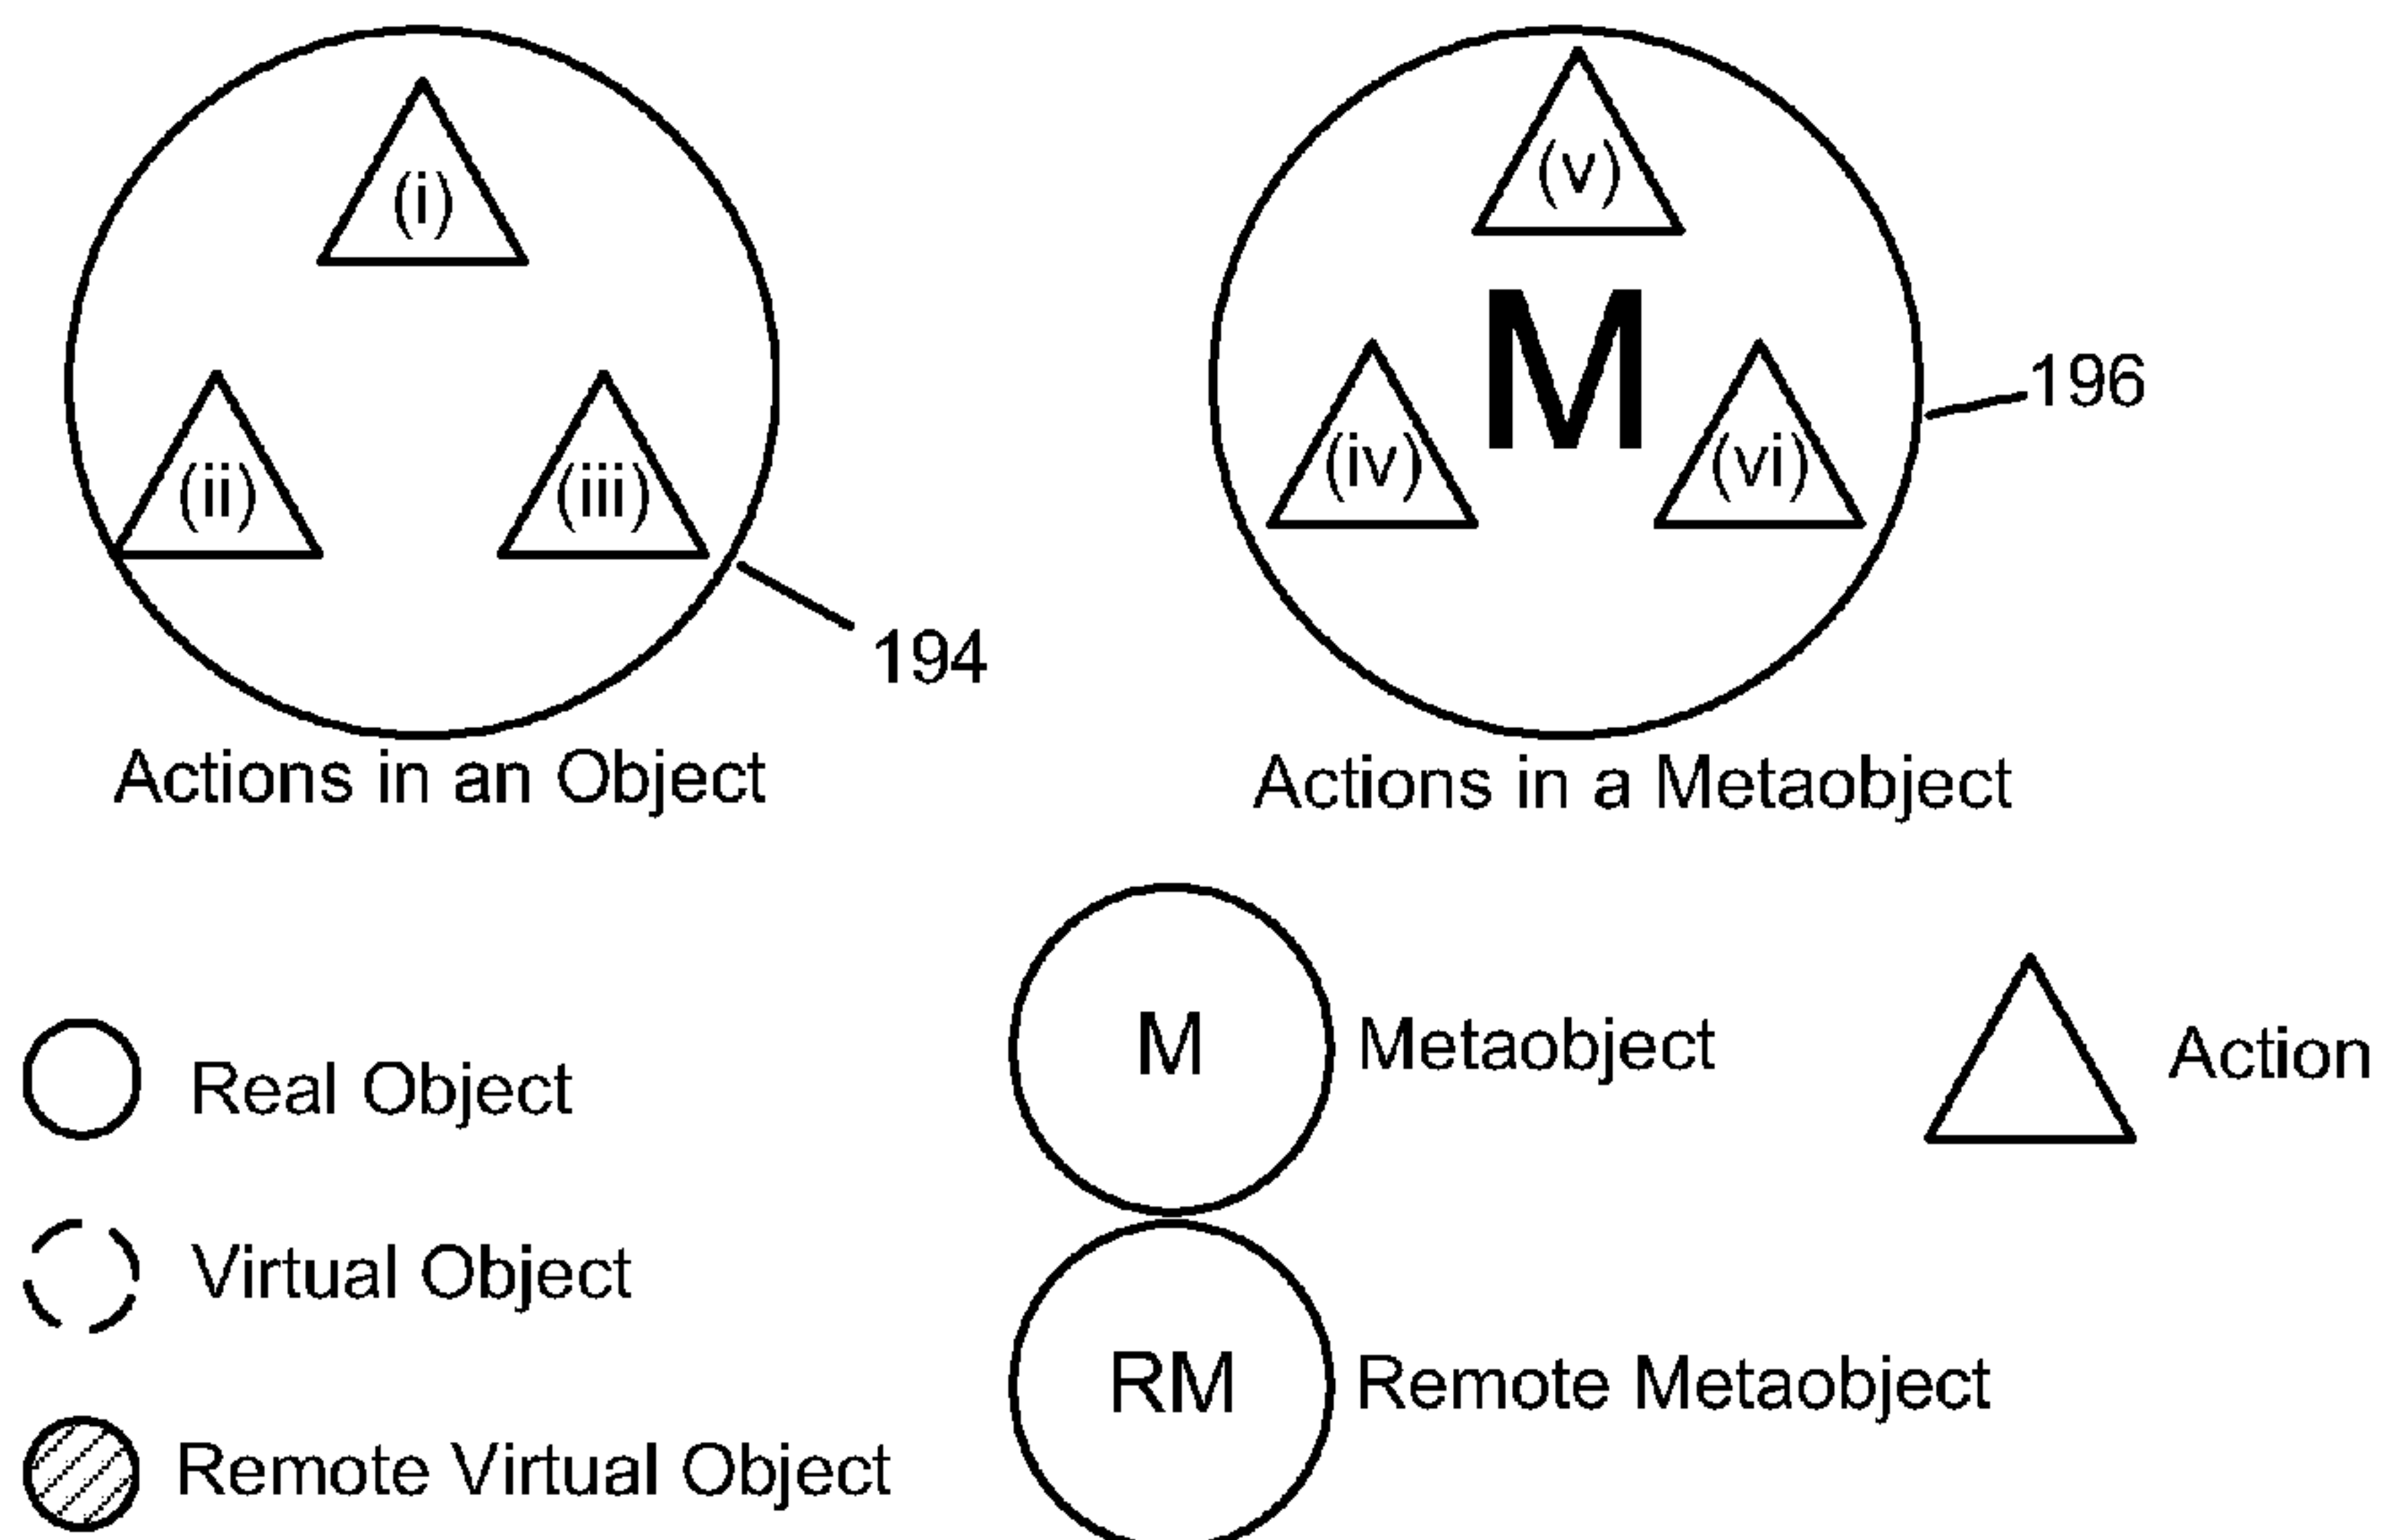 (i)
(ii)
(iii)
194
Actions in an Object
(v)
M
(iv)
(vi)
196
Actions in a Metaobject
Real Object
Virtual Object
Remote Virtual Object
M
Metaobject
RM
Remote Metaobject
Action